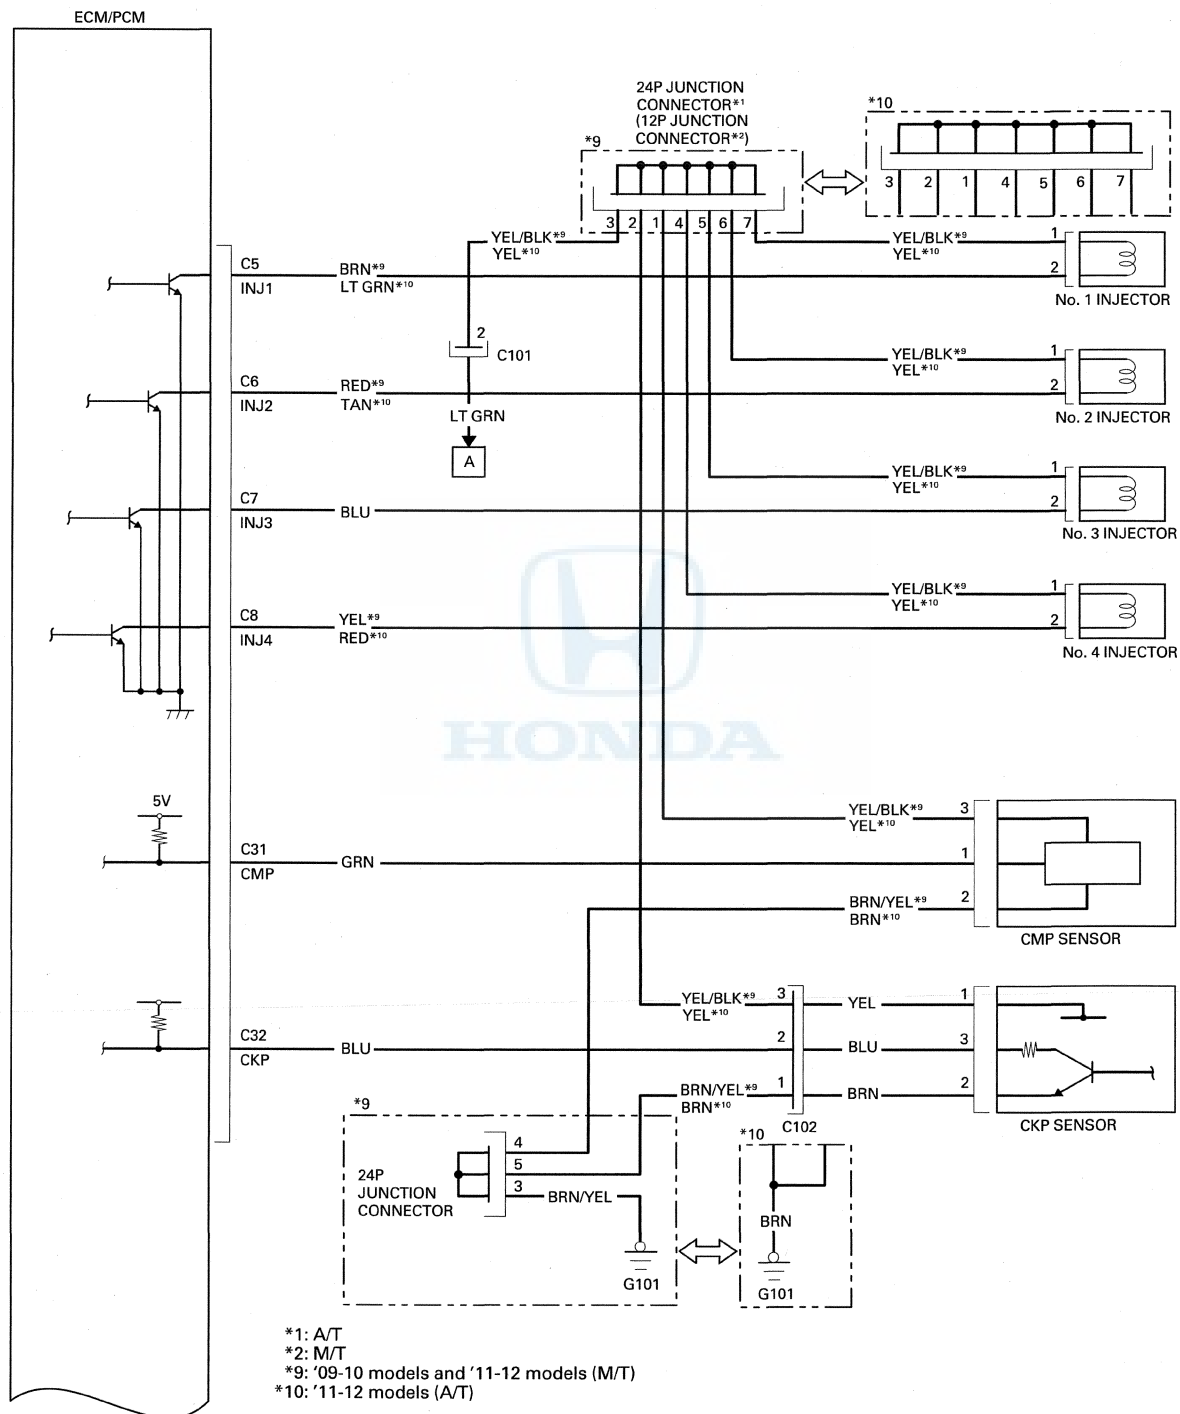 ECM/PCM
24P JUNCTION
CONNECTOR*1
(12P JUNCTION
CONNECTOR*2)
*9
*10
3 2 1 4 5 6 7
3 2 1 4 5 6 7
YEL/BLK*9
YEL*10
YEL/BLK*9
YEL*10
1
2
No. 1 INJECTOR
C5
INJ1
BRN*9
LT GRN*10
2
C101
LT GRN
A
YEL/BLK*9
YEL*10
1
2
No. 2 INJECTOR
C6
INJ2
RED*9
TAN*10
YEL/BLK*9
YEL*10
1
2
No. 3 INJECTOR
C7
INJ3
BLU
YEL/BLK*9
YEL*10
1
2
No. 4 INJECTOR
C8
INJ4
YEL*9
RED*10
HONDA
5V
C31
CMP
GRN
YEL/BLK*9
YEL*10
3
1
BRN/YEL*9
BRN*10
2
CMP SENSOR
C32
CKP
BLU
YEL/BLK*9
YEL*10
3
YEL
1
2
BLU
3
BRN/YEL*9
BRN*10
1
BRN
2
C102
CKP SENSOR
*9
24P
JUNCTION
CONNECTOR
4
5
3
BRN/YEL
G101
*10
BRN
G101
*1: A/T
*2: M/T
*9: '09-10 models and '11-12 models (M/T)
*10: '11-12 models (A/T)